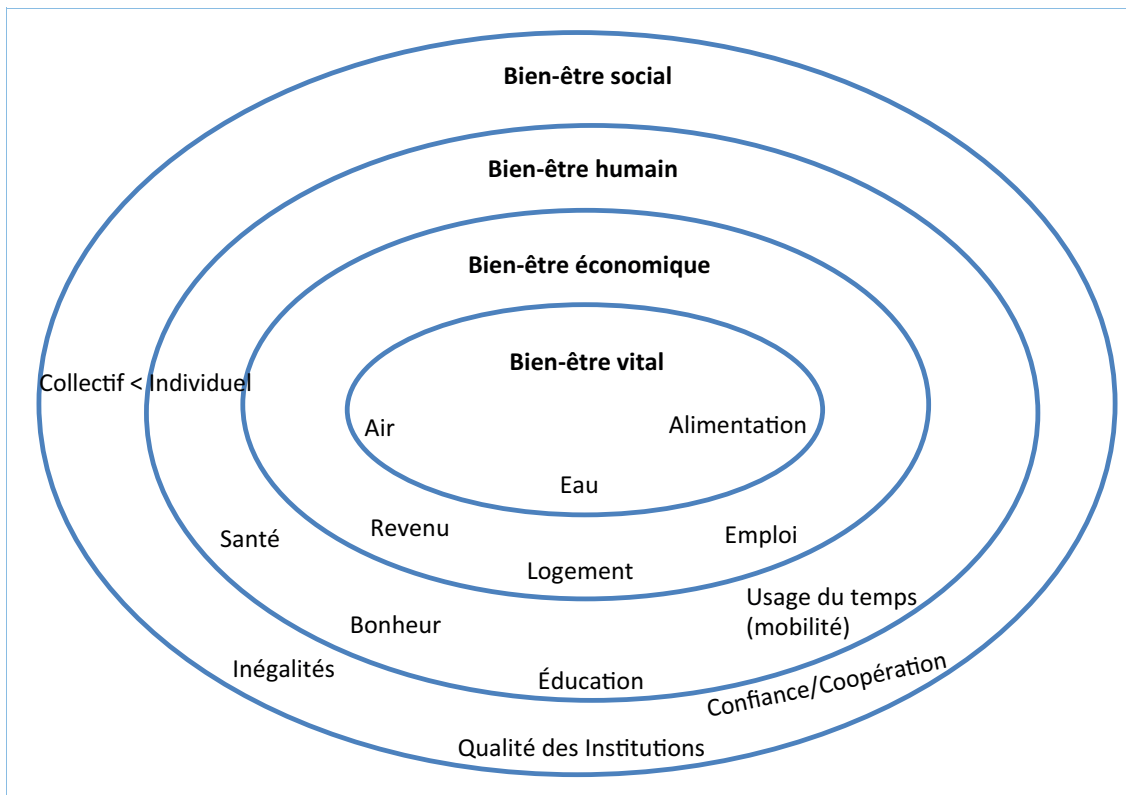 Bien-être social
Bien-être humain
Bien-être économique
Bien-être vital
Collectif < Individuel
Air
Alimentation
Eau
Revenu
Emploi
Santé
Logement
Usage du temps
(mobilité)
Bonheur
Inégalités
Éducation
Confiance/Coopération
Qualité des Institutions